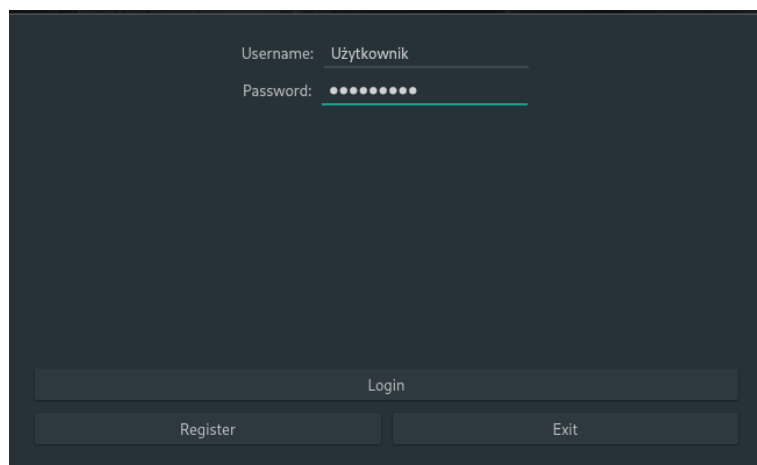 Username: Użytkownik
Password: ●●●●●●●●●
Login
Register Exit